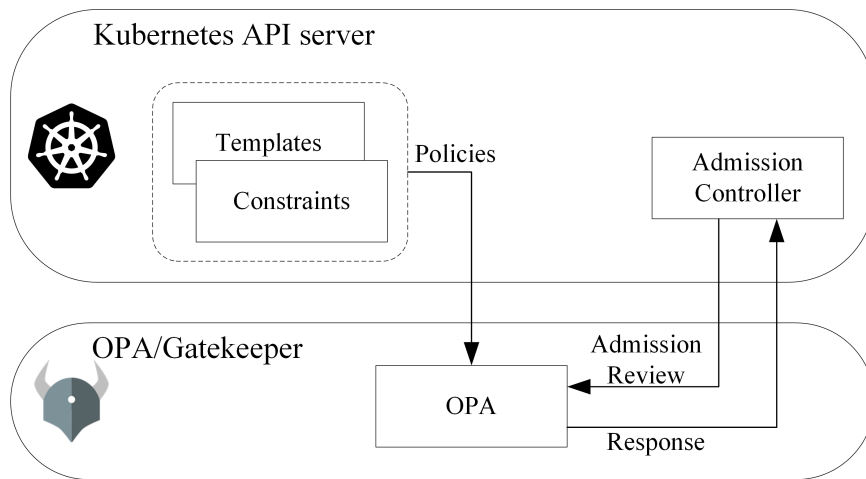 Kubernetes API server
Templates
Constraints
Policies
Admission
Controller
OPA/Gatekeeper
OPA
Admission
Review
Response